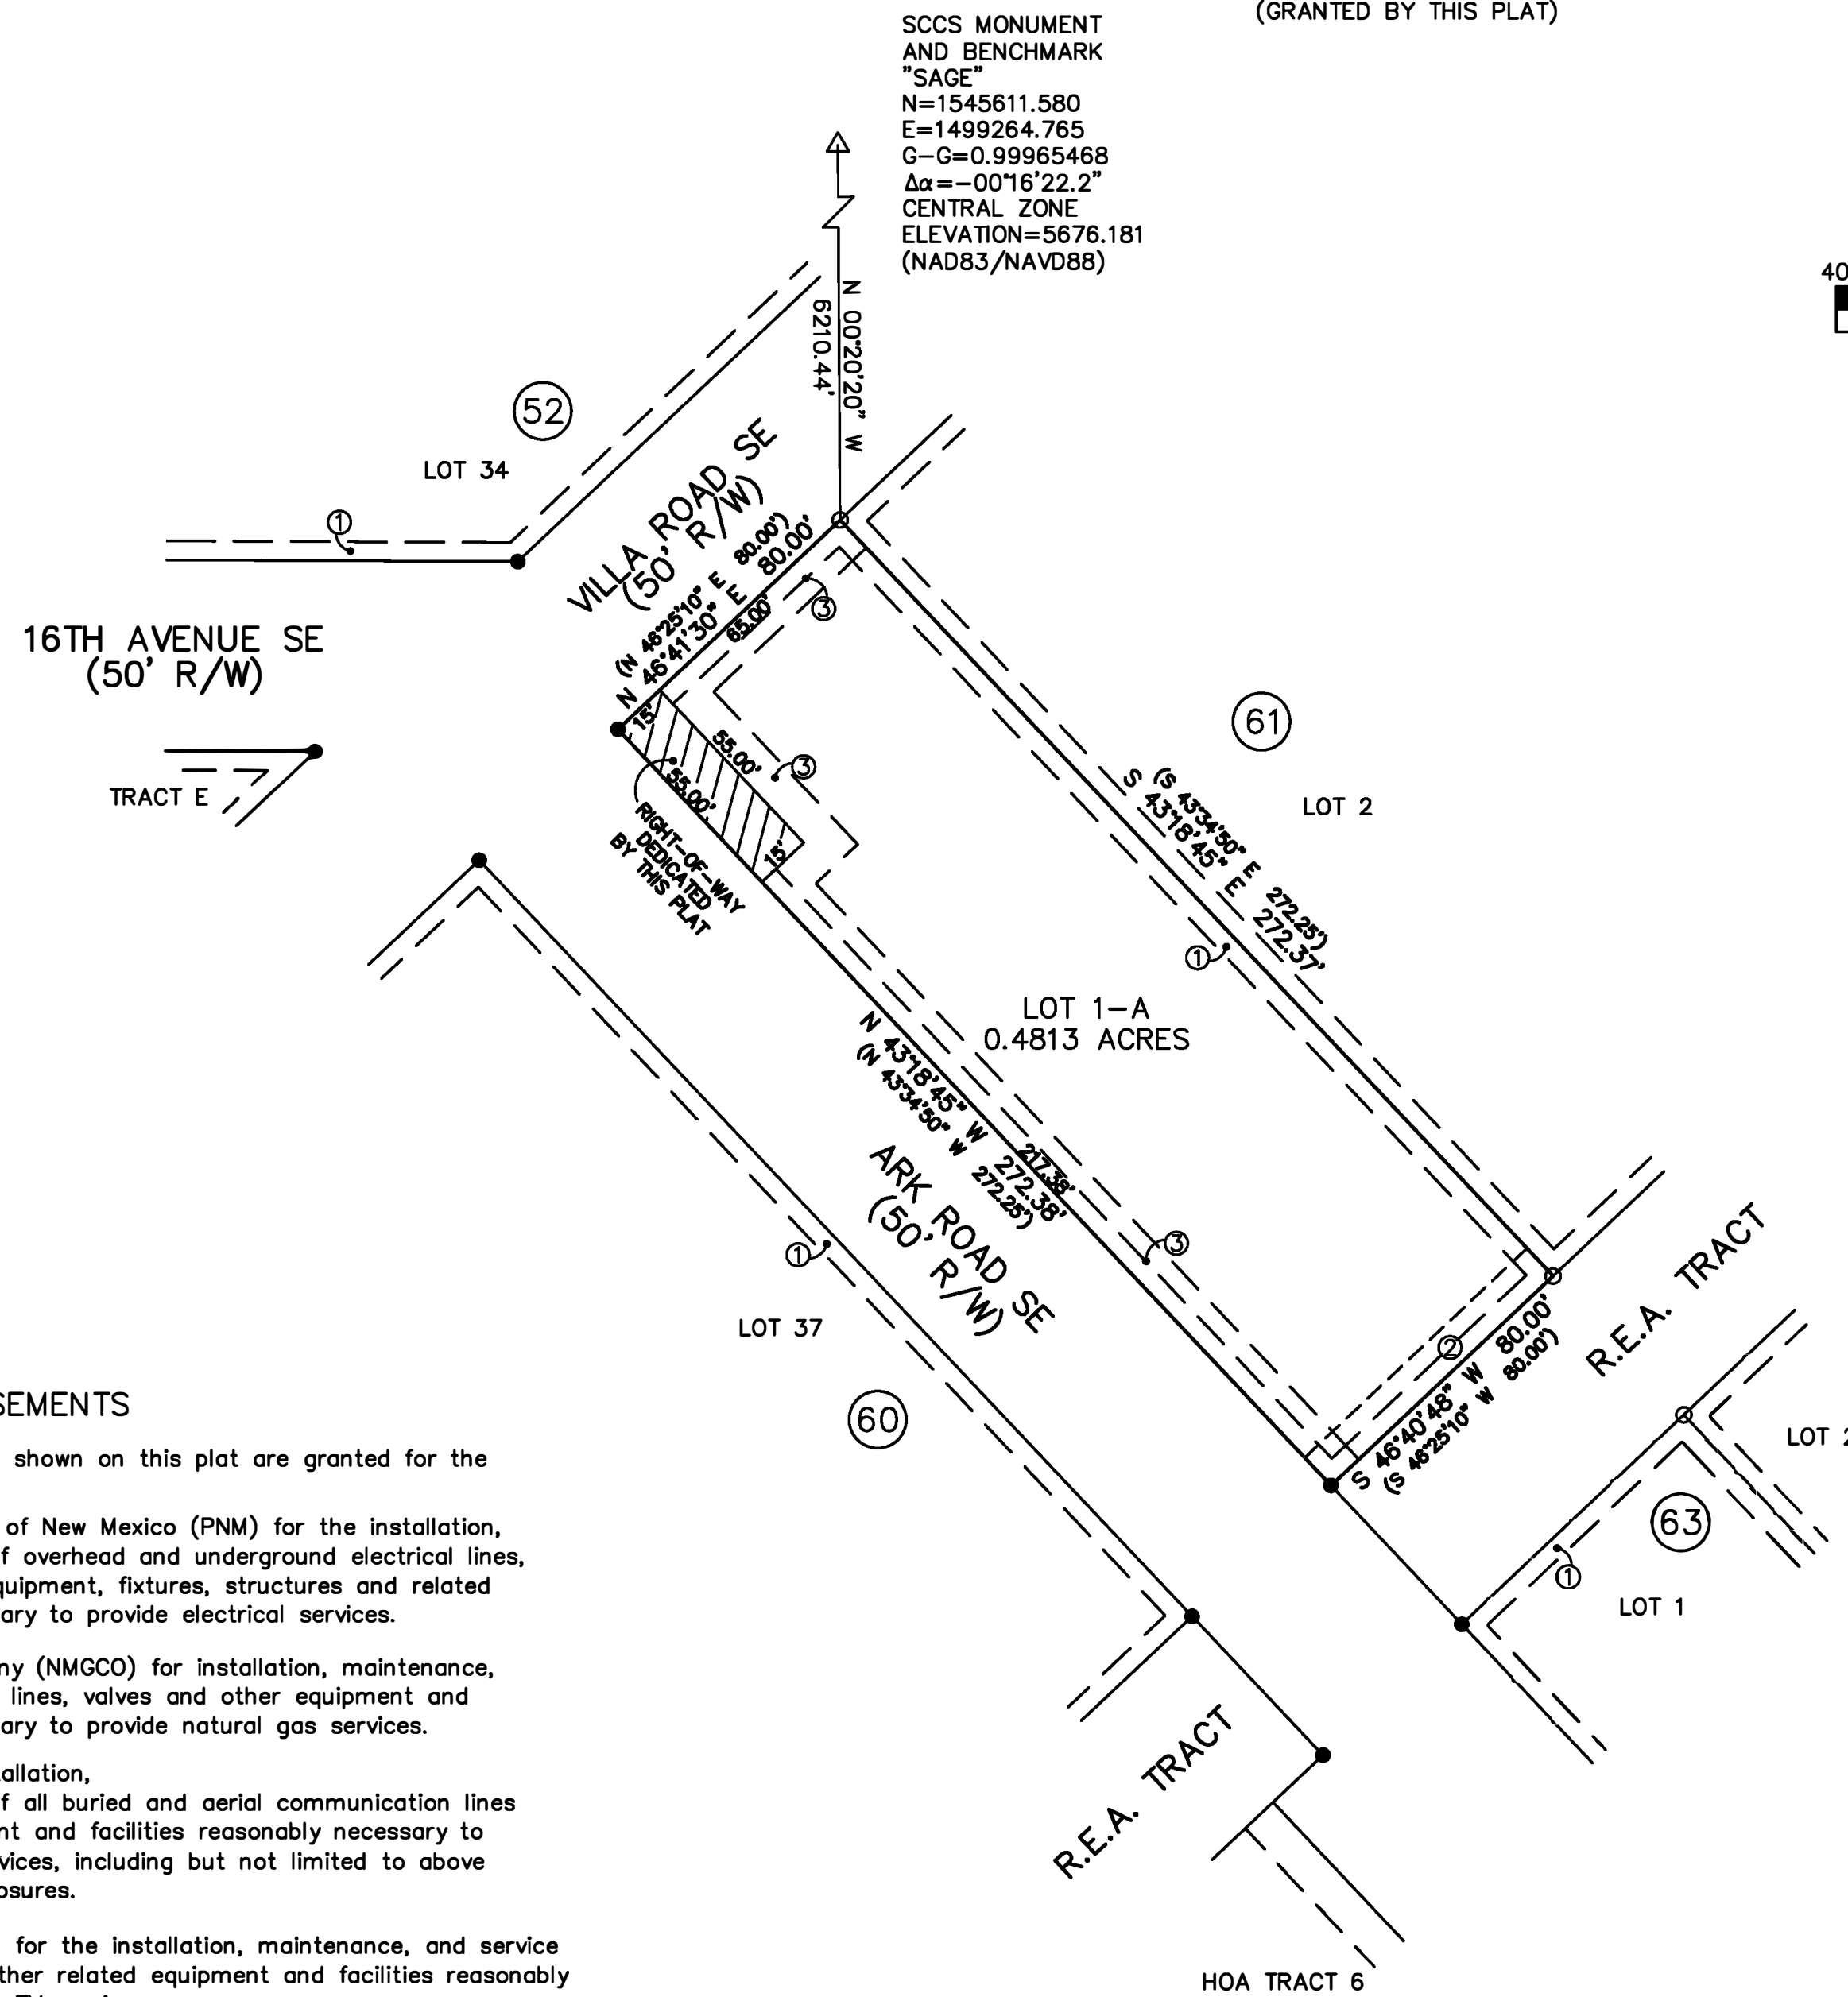 (GRANTED BY THIS PLAT)
SCCS MONUMENT
AND BENCHMARK
"SAGE"
N=1545611.580
E=1499264.765
G-G=0.99965468
Δα=-00°16'22.2"
CENTRAL ZONE
ELEVATION=5676.181
(NAD83/NAVD88)
40
N 00°20'20" W
6210.44'
52
LOT 34
1
VILLA ROAD SE
(50' R/W)
(N 46°25'10" E 80.00')
N 46°41'30" E 80.00'
65.00'
3
16TH AVENUE SE
(50' R/W)
TRACT E
15'
55.00'
55.00'
15'
3
RIGHT-OF-WAY
DEDICATED
BY THIS PLAT
61
LOT 2
(S 43°34'50" E 272.25')
S 43°18'45" E 272.37'
1
LOT 1-A
0.4813 ACRES
217.38'
N 43°18'45" W 272.38'
(N 43°34'50" W 272.25')
3
ARK ROAD SE
(50' R/W)
1
LOT 37
60
2
S 46°40'48" W 80.00'
(S 46°25'10" W 80.00')
R.E.A. TRACT
LOT 2
63
1
LOT 1
R.E.A. TRACT
HOA TRACT 6
SEMENTS
shown on this plat are granted for the
of New Mexico (PNM) for the installation,
f overhead and underground electrical lines,
quipment, fixtures, structures and related
ary to provide electrical services.
ny (NMGCO) for installation, maintenance,
lines, valves and other equipment and
ary to provide natural gas services.
tallation,
f all buried and aerial communication lines
nt and facilities reasonably necessary to
vices, including but not limited to above
osures.
for the installation, maintenance, and service
ther related equipment and facilities reasonably